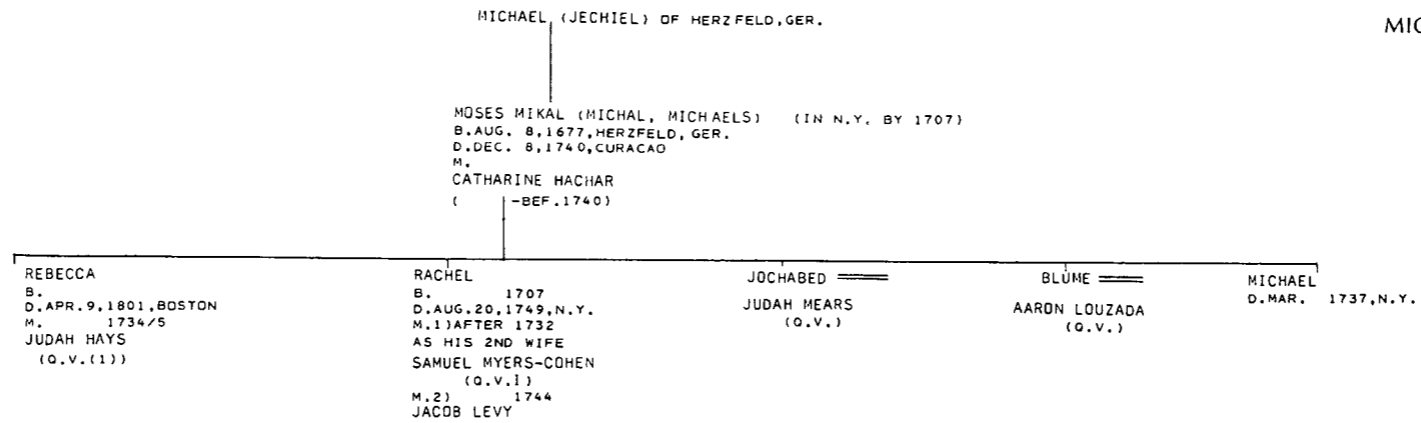 MICHAEL (JECHIEL) OF HERZFELD, GER.
MIC
MOSES MIKAL (MICHAL, MICHAELS) (IN N.Y. BY 1707)
B.AUG. 8,1677,HERZFELD, GER.
D.DEC. 8,1740,CURACAO
M.
CATHARINE HACHAR
( -BEF.1740)
REBECCA
B.
D.APR.9,1801,BOSTON
M. 1734/5
JUDAH HAYS
(Q.V.(1))
RACHEL
B. 1707
D.AUG.20,1749,N.Y.
M.1)AFTER 1732
AS HIS 2ND WIFE
SAMUEL MYERS-COHEN
(Q.V.I)
M.2) 1744
JACOB LEVY
JOCHABED
JUDAH MEARS
(Q.V.)
BLUME
AARON LOUZADA
(Q.V.)
MICHAEL
D.MAR. 1737,N.Y.